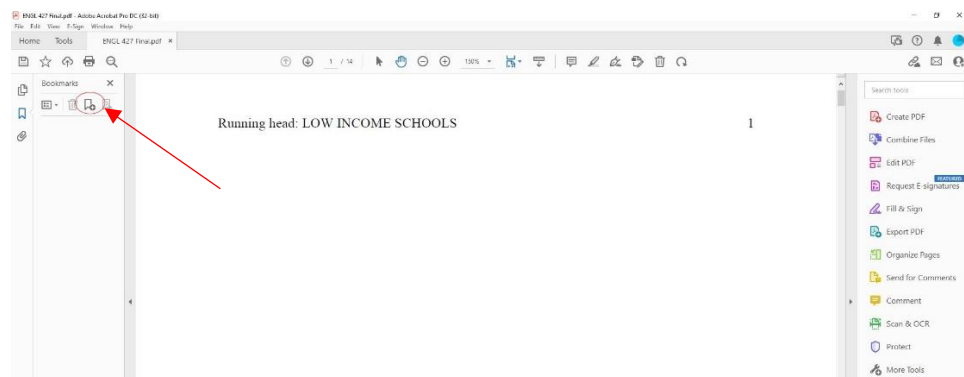 ENGL 427 Final.pdf - Adobe Acrobat Pro DC (32-bit)
File Edit View E-Sign Window Help
Home Tools ENGL 427 Final.pdf ×
1 / 14 150%
Bookmarks ×
Running head: LOW INCOME SCHOOLS 1
Search tools
Create PDF
Combine Files
Edit PDF
FEATURED
Request E-signatures
Fill & Sign
Export PDF
Organize Pages
Send for Comments
Comment
Scan & OCR
Protect
More Tools